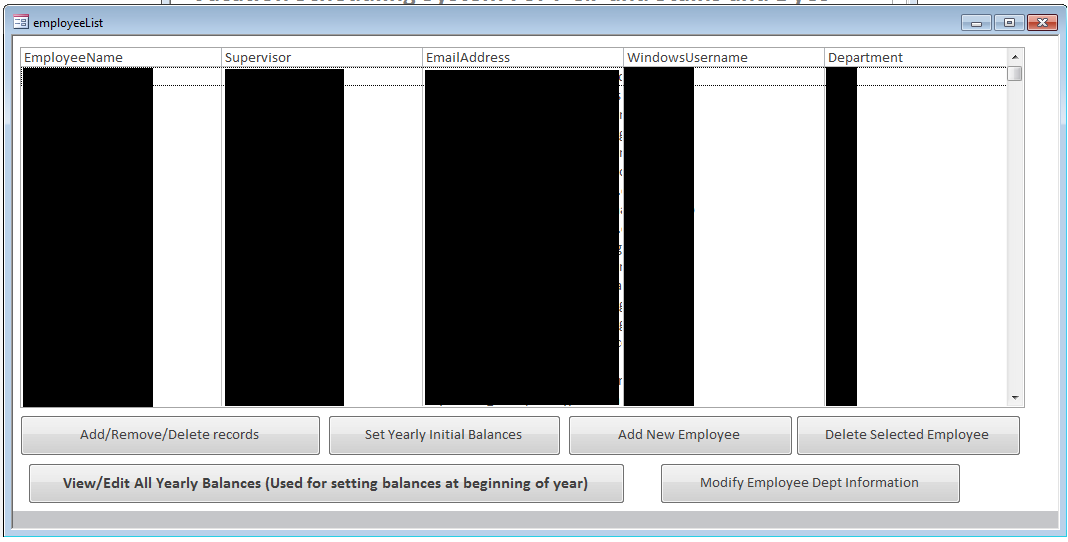 employeeList
EmployeeName Supervisor EmailAddress WindowsUsername Department
Add/Remove/Delete records Set Yearly Initial Balances Add New Employee Delete Selected Employee
View/Edit All Yearly Balances (Used for setting balances at beginning of year) Modify Employee Dept Information